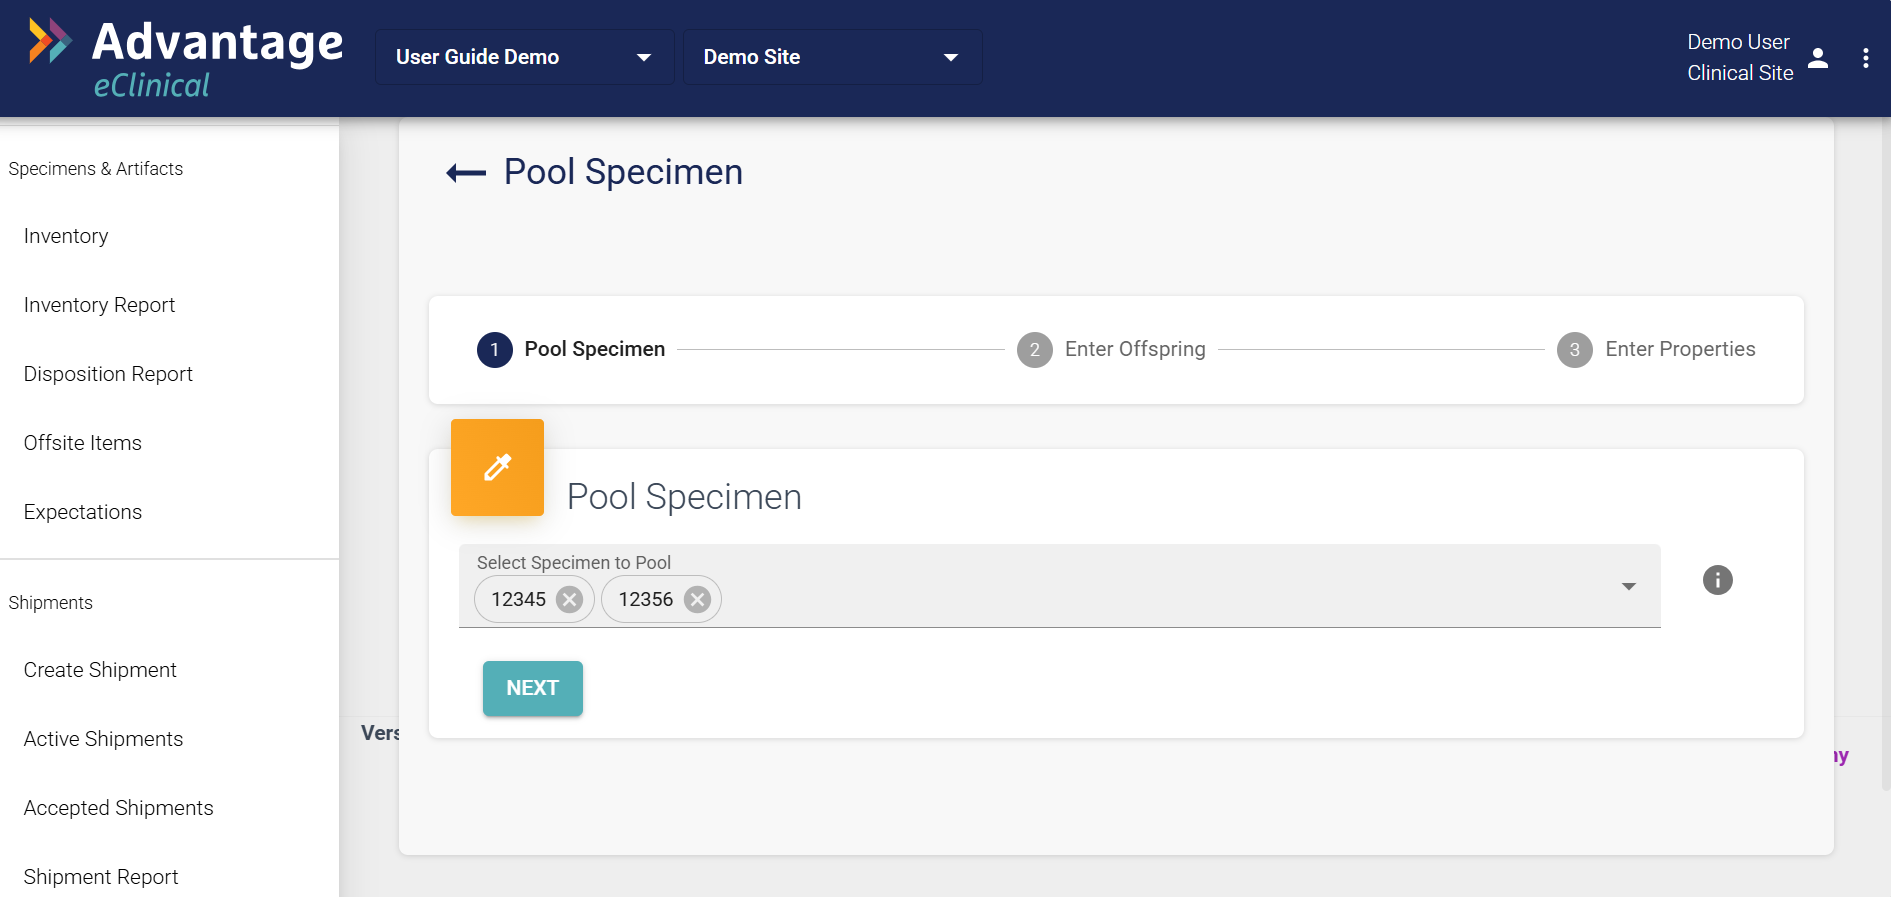 Advantage
eClinical
User Guide Demo
Demo Site
Demo User
Clinical Site
Specimens & Artifacts
Inventory
Inventory Report
Disposition Report
Offsite Items
Expectations
Shipments
Create Shipment
Active Shipments
Accepted Shipments
Shipment Report
Pool Specimen
1 Pool Specimen
2 Enter Offspring
3 Enter Properties
Pool Specimen
Select Specimen to Pool
12345
12356
NEXT